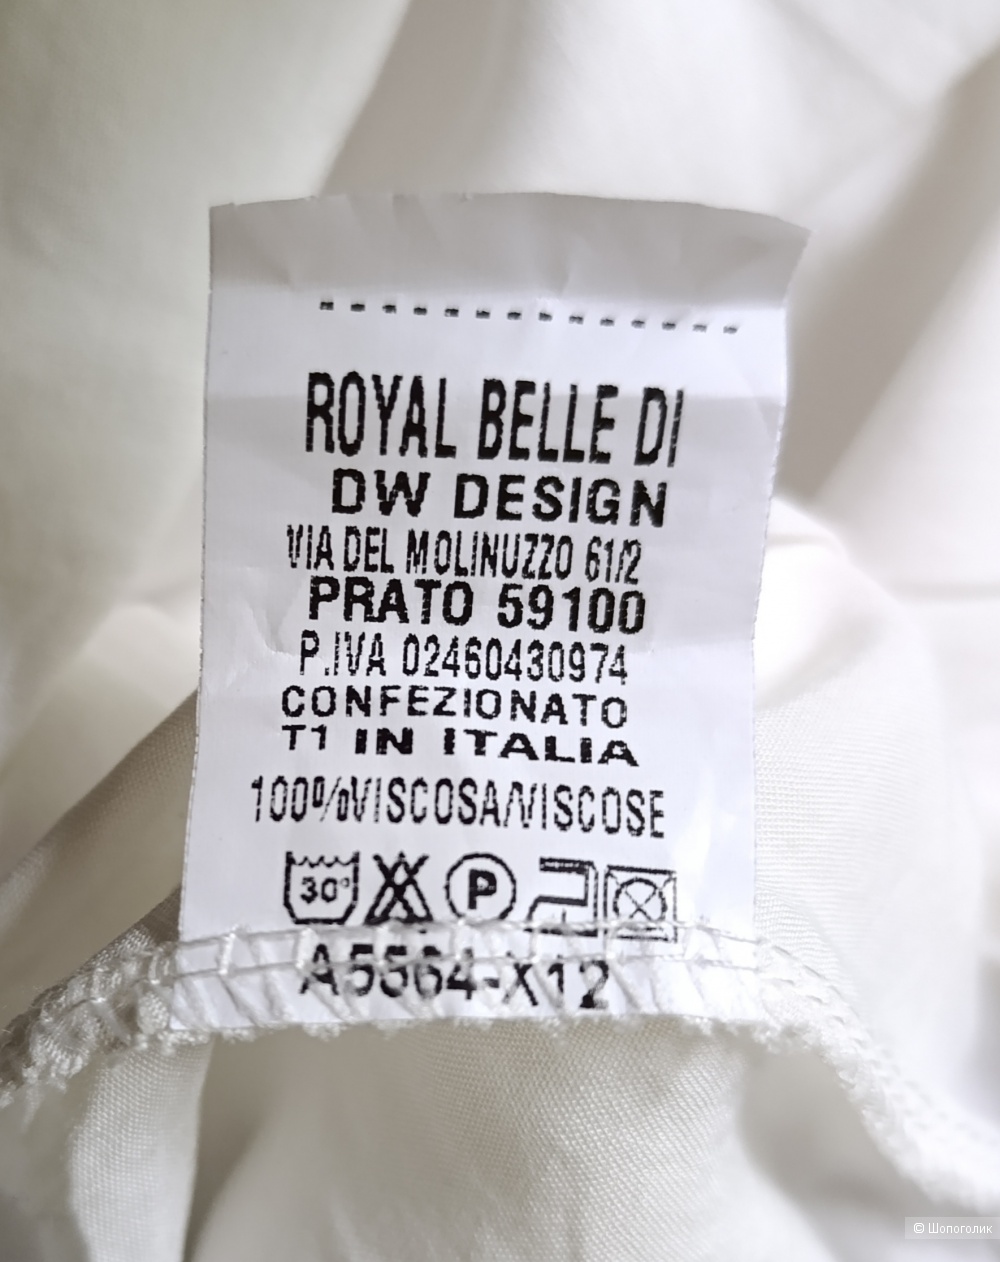 ROYAL BELLE DI
DW DESIGN
VIA DEL MOLINUZZO 61/2
PRATO 59100
P.IVA 02460430974
CONFEZIONATO
T1 IN ITALIA
100%VISCOSA/VISCOSE
30° P
A5564-X12
© Шопоголик